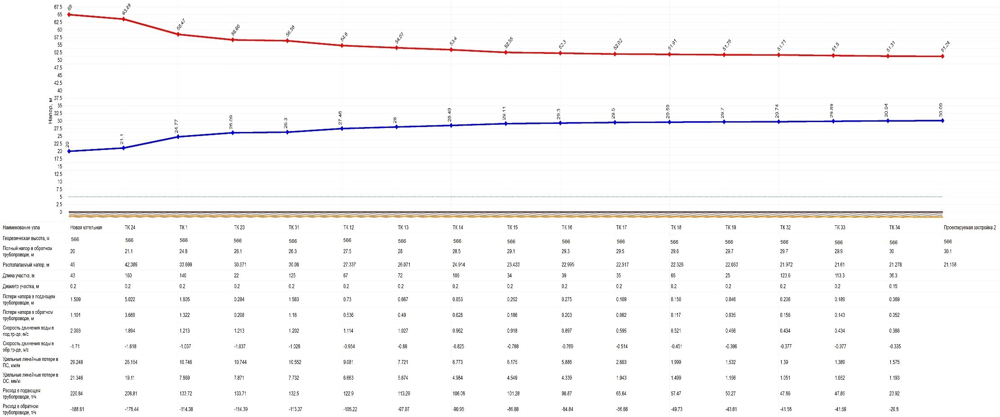 67.5
65
62.5
60
57.5
55
52.5
50
47.5
45
42.5
40
37.5
35
32.5
30
27.5
25
22.5
20
17.5
15
12.5
10
7.5
5
2.5
0
Напор, м
65 63.49 58.47 56.66 56.38 54.8 54.07 53.4 52.55 52.3 52.02 51.91 51.75 51.71 51.5 51.31 51.24
20 21.1 24.77 26.09 26.3 27.46 28 28.49 29.11 29.3 29.5 29.59 29.7 29.74 29.89 30.04 30.09
Наименование узла Новая котельная ТК 24 ТК 1 ТК 23 ТК 31 ТК 12 ТК 13 ТК 14 ТК 15 ТК 16 ТК 17 ТК 18 ТК 19 ТК 32 ТК 33 ТК 34 Проектируемая застройка 2
Геодезическая высота, м 566 566 566 566 566 566 566 566 566 566 566 566 566 566 566 566 566
Полный напор в обратном
трубопроводе, м 20 21.1 24.8 26.1 26.3 27.5 28 28.5 29.1 29.3 29.5 29.6 29.7 29.7 29.9 30 30.1
Располагаемый напор, м 45 42.389 33.699 30.571 30.08 27.337 26.071 24.914 23.433 22.995 22.517 22.326 22.053 21.972 21.61 21.278 21.158
Длина участка, м 43 160 140 22 125 67 72 105 34 39 35 65 25 123.6 113.3 36.3
Диаметр участка, м 0.2 0.2 0.2 0.2 0.2 0.2 0.2 0.2 0.2 0.2 0.2 0.2 0.2 0.2 0.2 0.15
Потери напора в подающем
трубопроводе, м 1.509 5.022 1.805 0.284 1.583 0.73 0.667 0.853 0.252 0.275 0.109 0.156 0.046 0.206 0.189 0.069
Потери напора в обратном
трубопроводе, м 1.101 3.669 1.322 0.208 1.16 0.536 0.49 0.628 0.186 0.203 0.082 0.117 0.035 0.156 0.143 0.052
Скорость движения воды в
под.тр-де, м/с 2.003 1.894 1.213 1.213 1.202 1.114 1.027 0.962 0.918 0.897 0.595 0.521 0.456 0.434 0.434 0.386
Скорость движения воды в
обр.тр-де, м/с -1.71 -1.618 -1.037 -1.037 -1.028 -0.954 -0.88 -0.825 -0.788 -0.769 -0.514 -0.451 -0.396 -0.377 -0.377 -0.335
Удельные линейные потери в
ПС, мм/м 29.248 26.154 10.746 10.744 10.552 9.081 7.721 6.773 6.175 5.886 2.603 1.999 1.532 1.39 1.389 1.575
Удельные линейные потери в
ОС, мм/м 21.346 19.11 7.869 7.871 7.732 6.663 5.674 4.984 4.549 4.339 1.943 1.499 1.156 1.051 1.052 1.193
Расход в подающем
трубопроводе, т/ч 220.84 208.81 133.72 133.71 132.5 122.9 113.29 106.08 101.28 98.87 65.64 57.47 50.27 47.86 47.85 23.92
Расход в обратном
трубопроводе, т/ч -188.61 -178.44 -114.38 -114.39 -113.37 -105.22 -97.07 -90.95 -86.88 -84.84 -56.66 -49.73 -43.61 -41.58 -41.59 -20.8